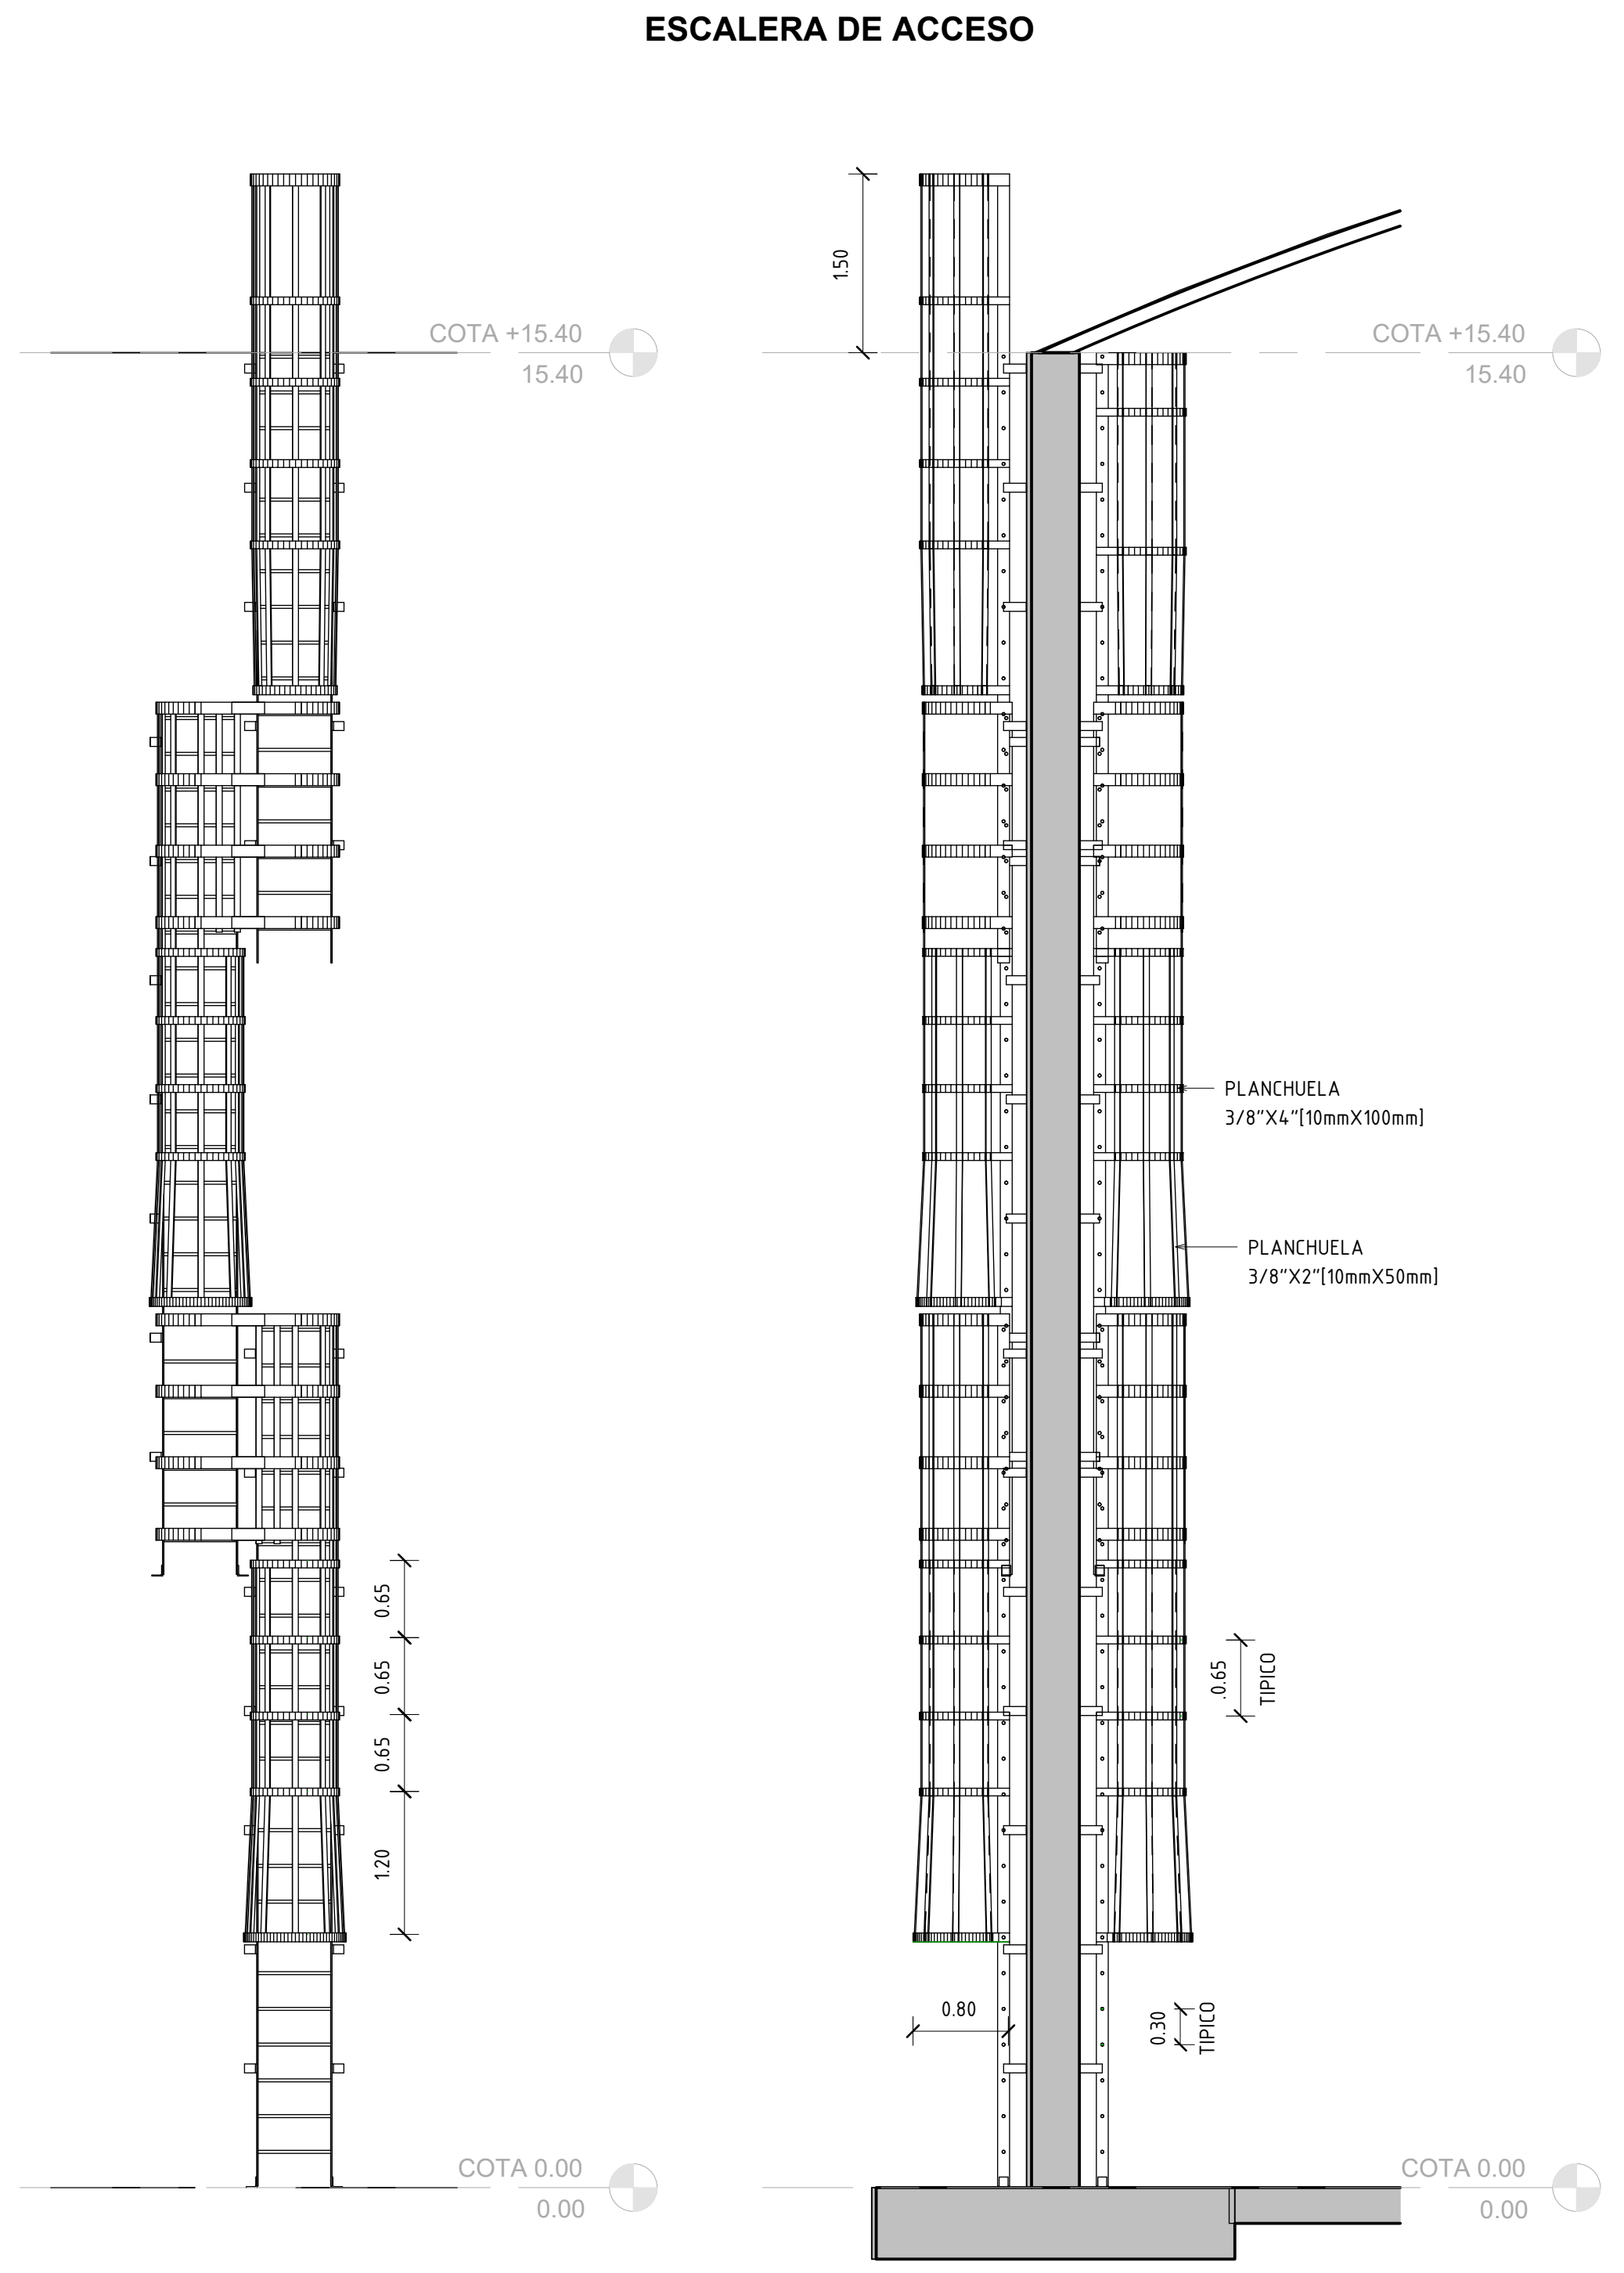 ESCALERA DE ACCESO
1.50
COTA +15.40
15.40
COTA +15.40
15.40
PLANCHUELA
3/8"X4"[10mmX100mm]
PLANCHUELA
3/8"X2"[10mmX50mm]
0.65
0.65
0.65
1.20
.0.65
TIPICO
0.80
0.30
TIPICO
COTA 0.00
0.00
COTA 0.00
0.00